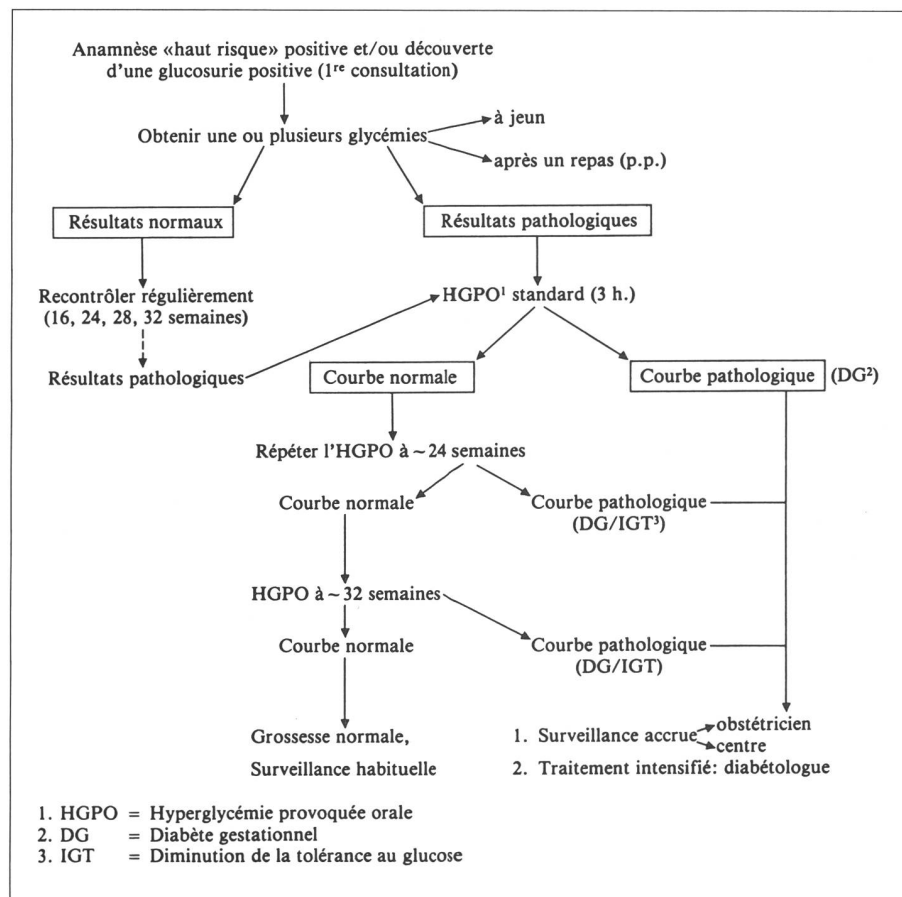 Anamnèse «haut risque» positive et/ou découverte
d'une glucosurie positive (1re consultation)
Obtenir une ou plusieurs glycémies
à jeun
après un repas (p.p.)
Résultats normaux
Résultats pathologiques
Recontrôler régulièrement
(16, 24, 28, 32 semaines)
HGPO¹ standard (3 h.)
Résultats pathologiques
Courbe normale
Courbe pathologique (DG²)
Répéter l'HGPO à ~24 semaines
Courbe normale
Courbe pathologique
(DG/IGT³)
HGPO à ~32 semaines
Courbe normale
Courbe pathologique
(DG/IGT)
Grossesse normale,
Surveillance habituelle
1. Surveillance accrue
obstétricien
centre
2. Traitement intensifié: diabétologue
1. HGPO = Hyperglycémie provoquée orale
2. DG = Diabète gestationnel
3. IGT = Diminution de la tolérance au glucose